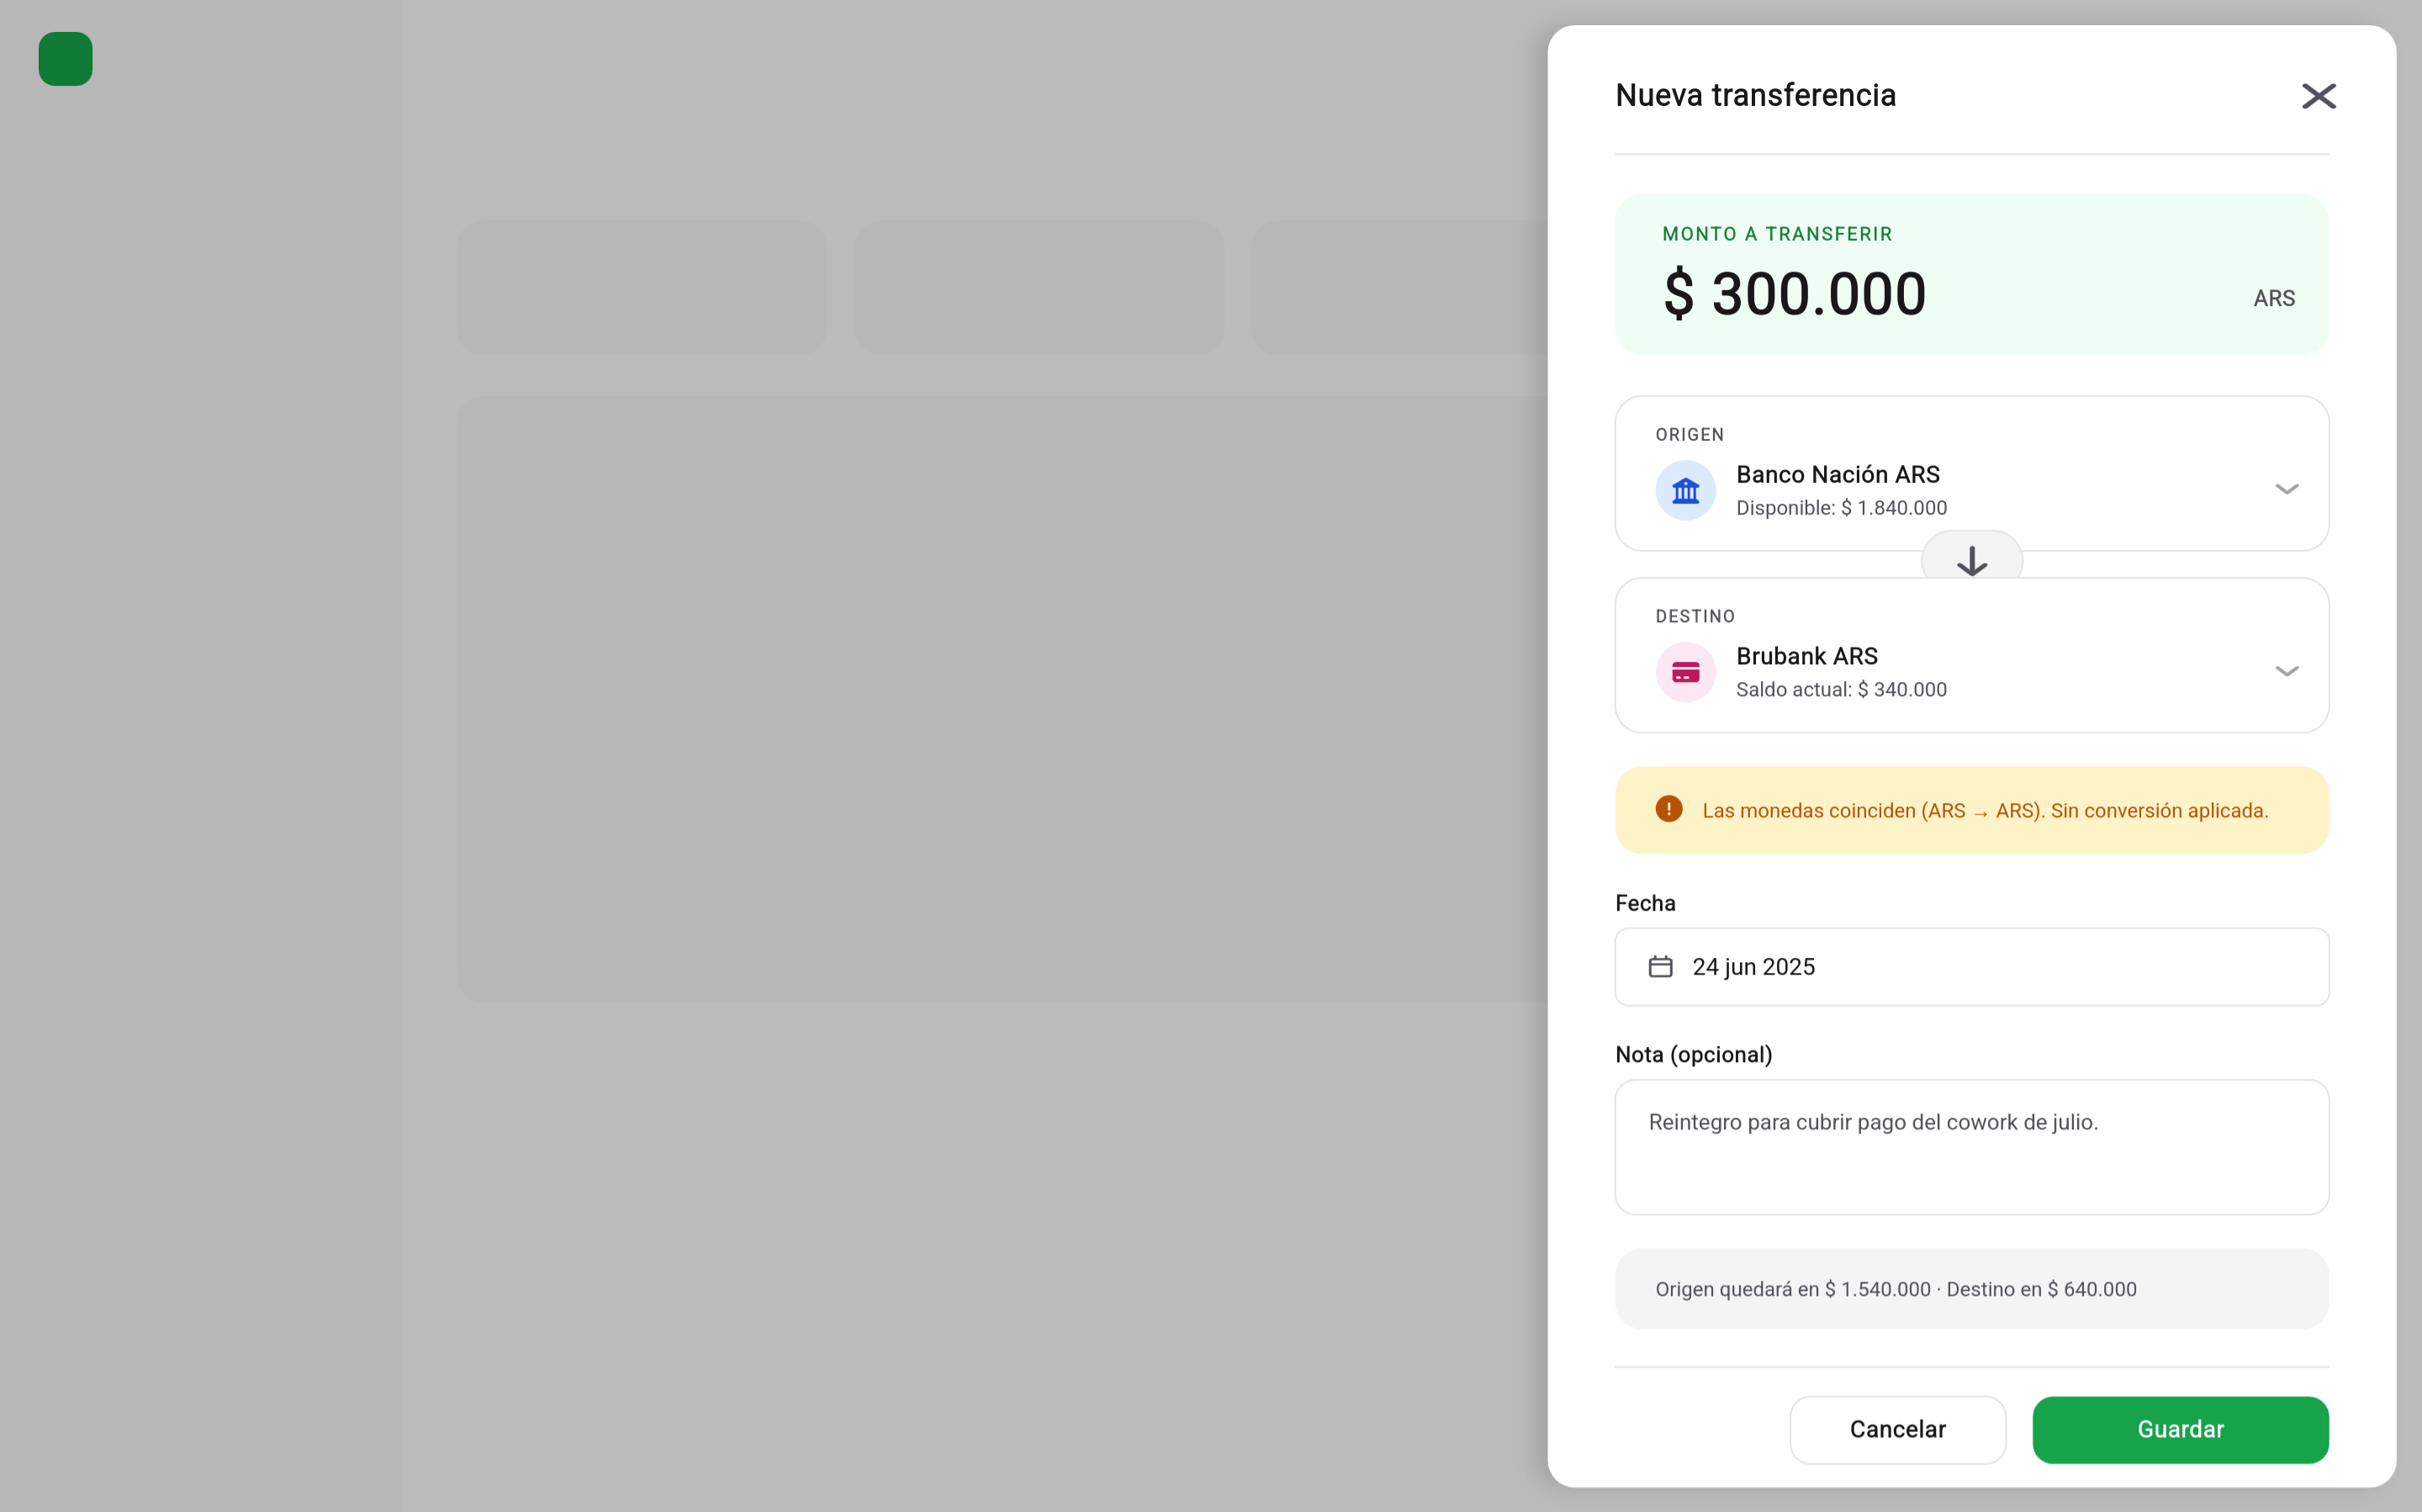 Nueva transferencia
MONTO A TRANSFERIR
$ 300.000
ARS
ORIGEN
Banco Nación ARS
Disponible: $ 1.840.000
DESTINO
Brubank ARS
Saldo actual: $ 340.000
Las monedas coinciden (ARS → ARS). Sin conversión aplicada.
Fecha
24 jun 2025
Nota (opcional)
Reintegro para cubrir pago del cowork de julio.
Origen quedará en $ 1.540.000 · Destino en $ 640.000
Cancelar
Guardar